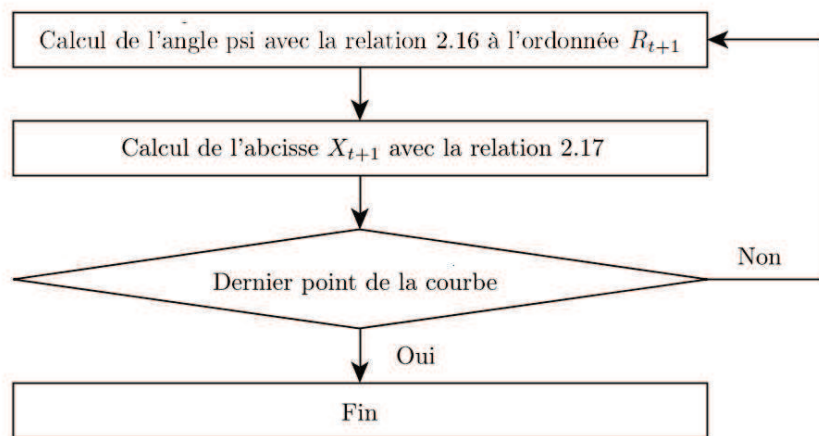 Calcul de l'angle psi avec la relation 2.16 à l'ordonnée R_{t+1}
Calcul de l'abcisse X_{t+1} avec la relation 2.17
Dernier point de la courbe
Non
Oui
Fin